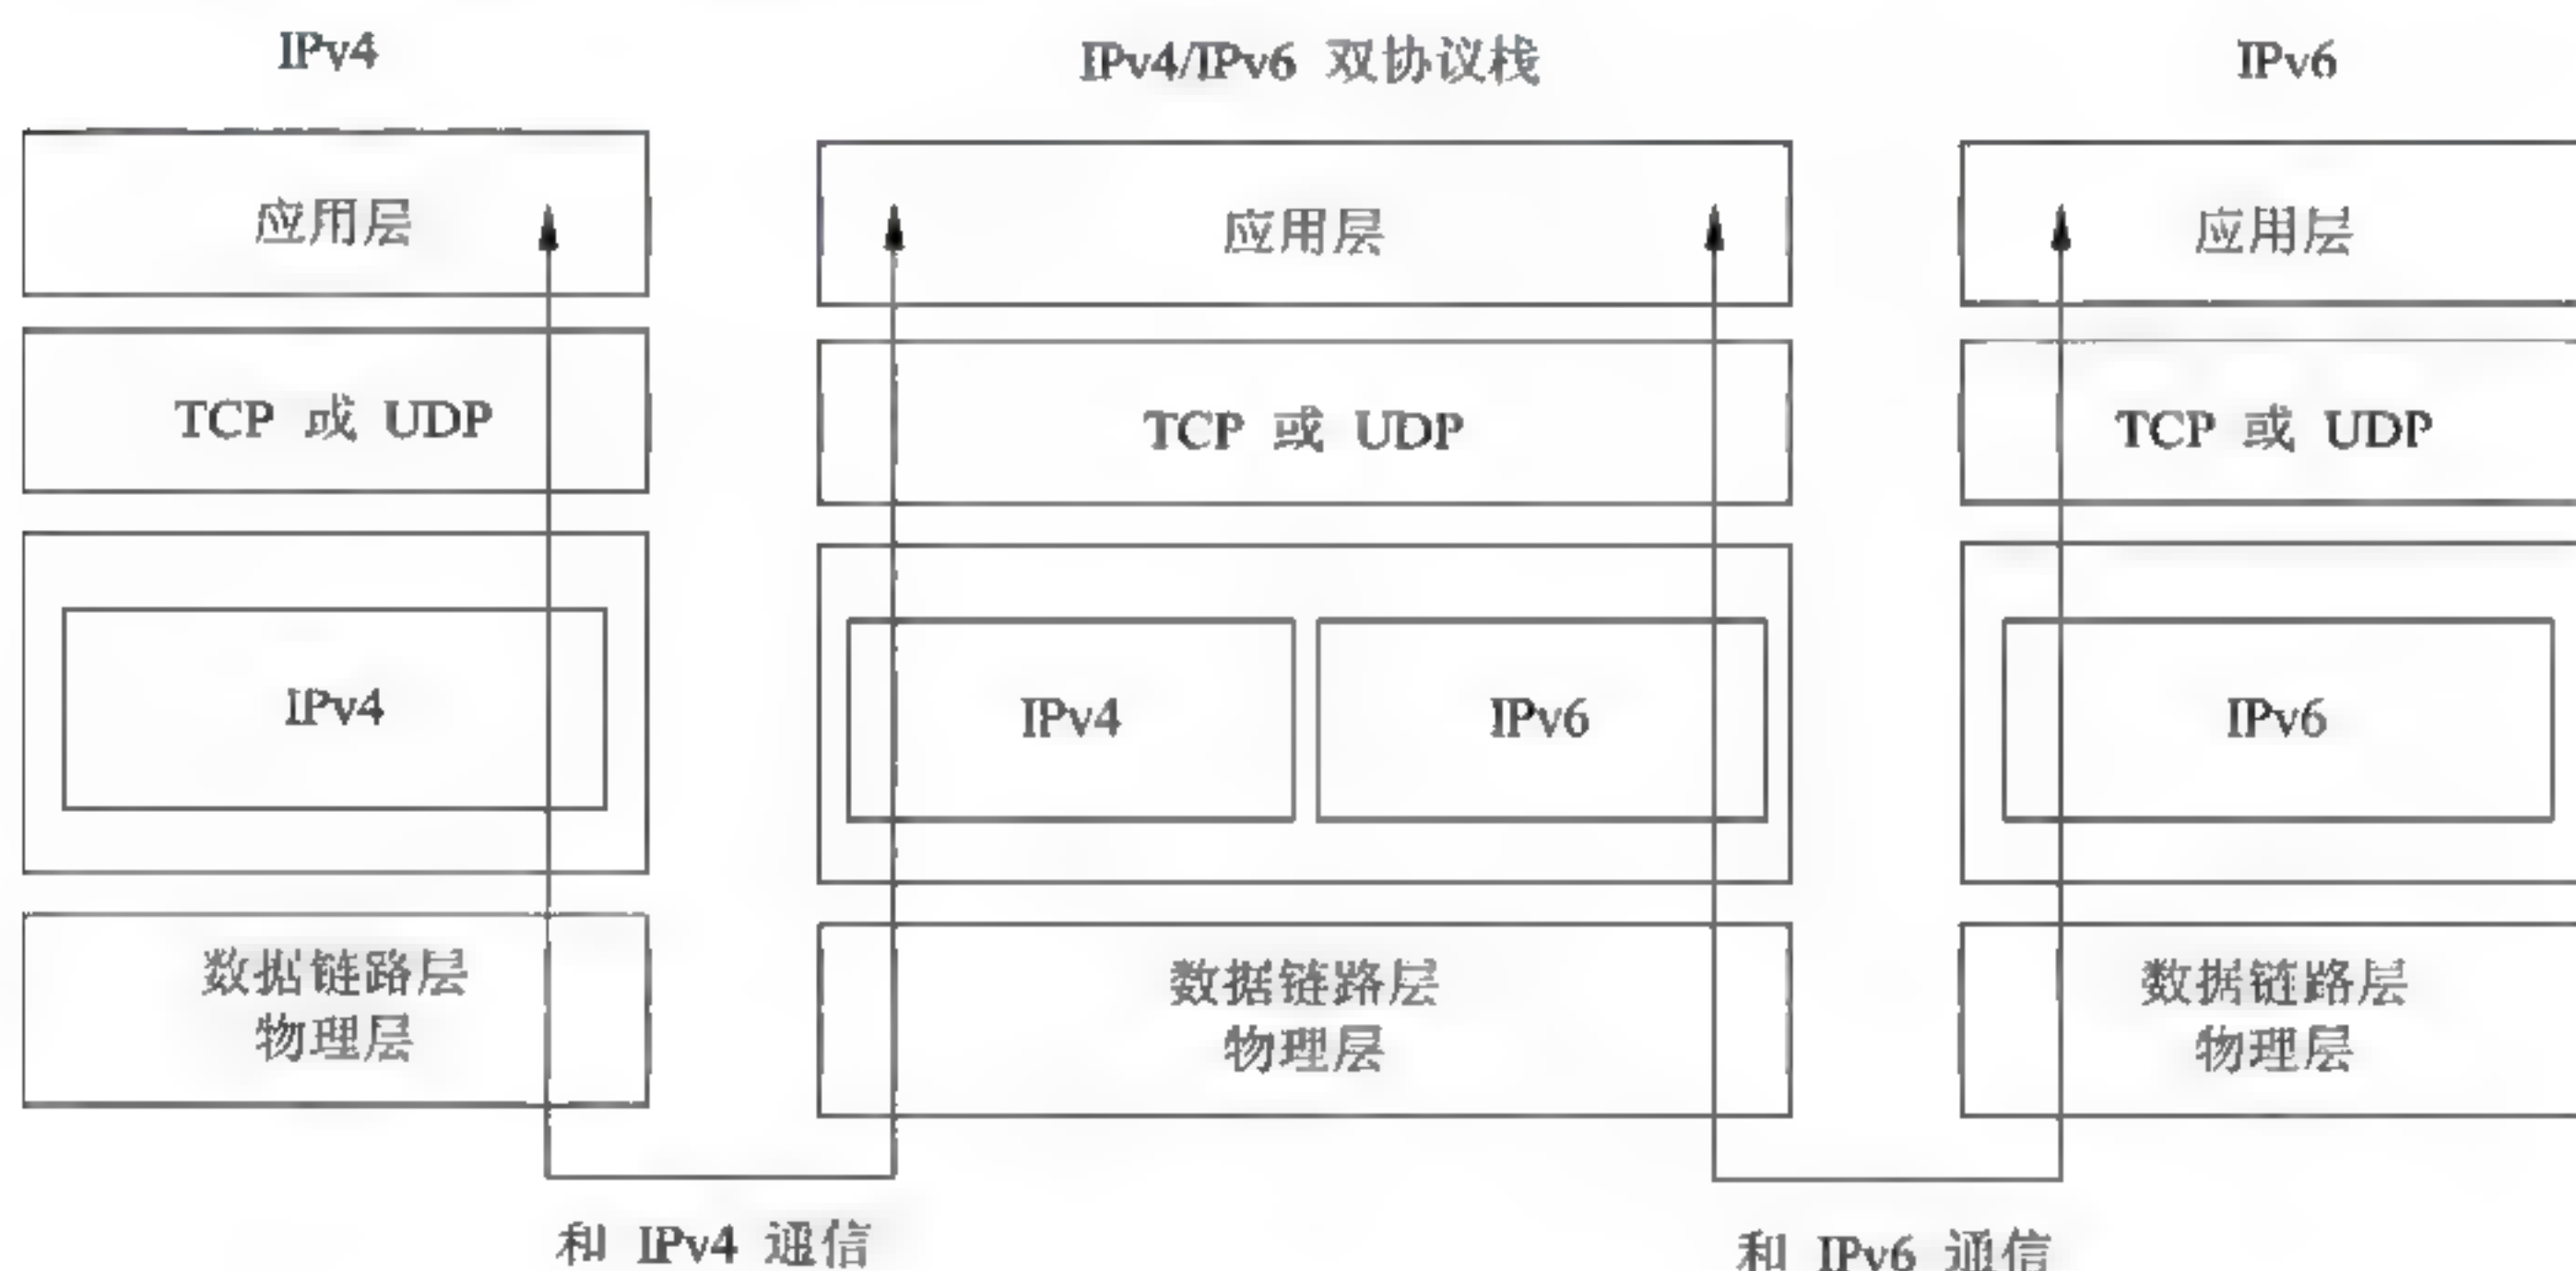 IPv4
应用层
TCP 或 UDP
IPv4
数据链路层
物理层
IPv4/IPv6 双协议栈
应用层
TCP 或 UDP
IPv4
IPv6
数据链路层
物理层
IPv6
应用层
TCP 或 UDP
IPv6
数据链路层
物理层
和 IPv4 通信
和 IPv6 通信